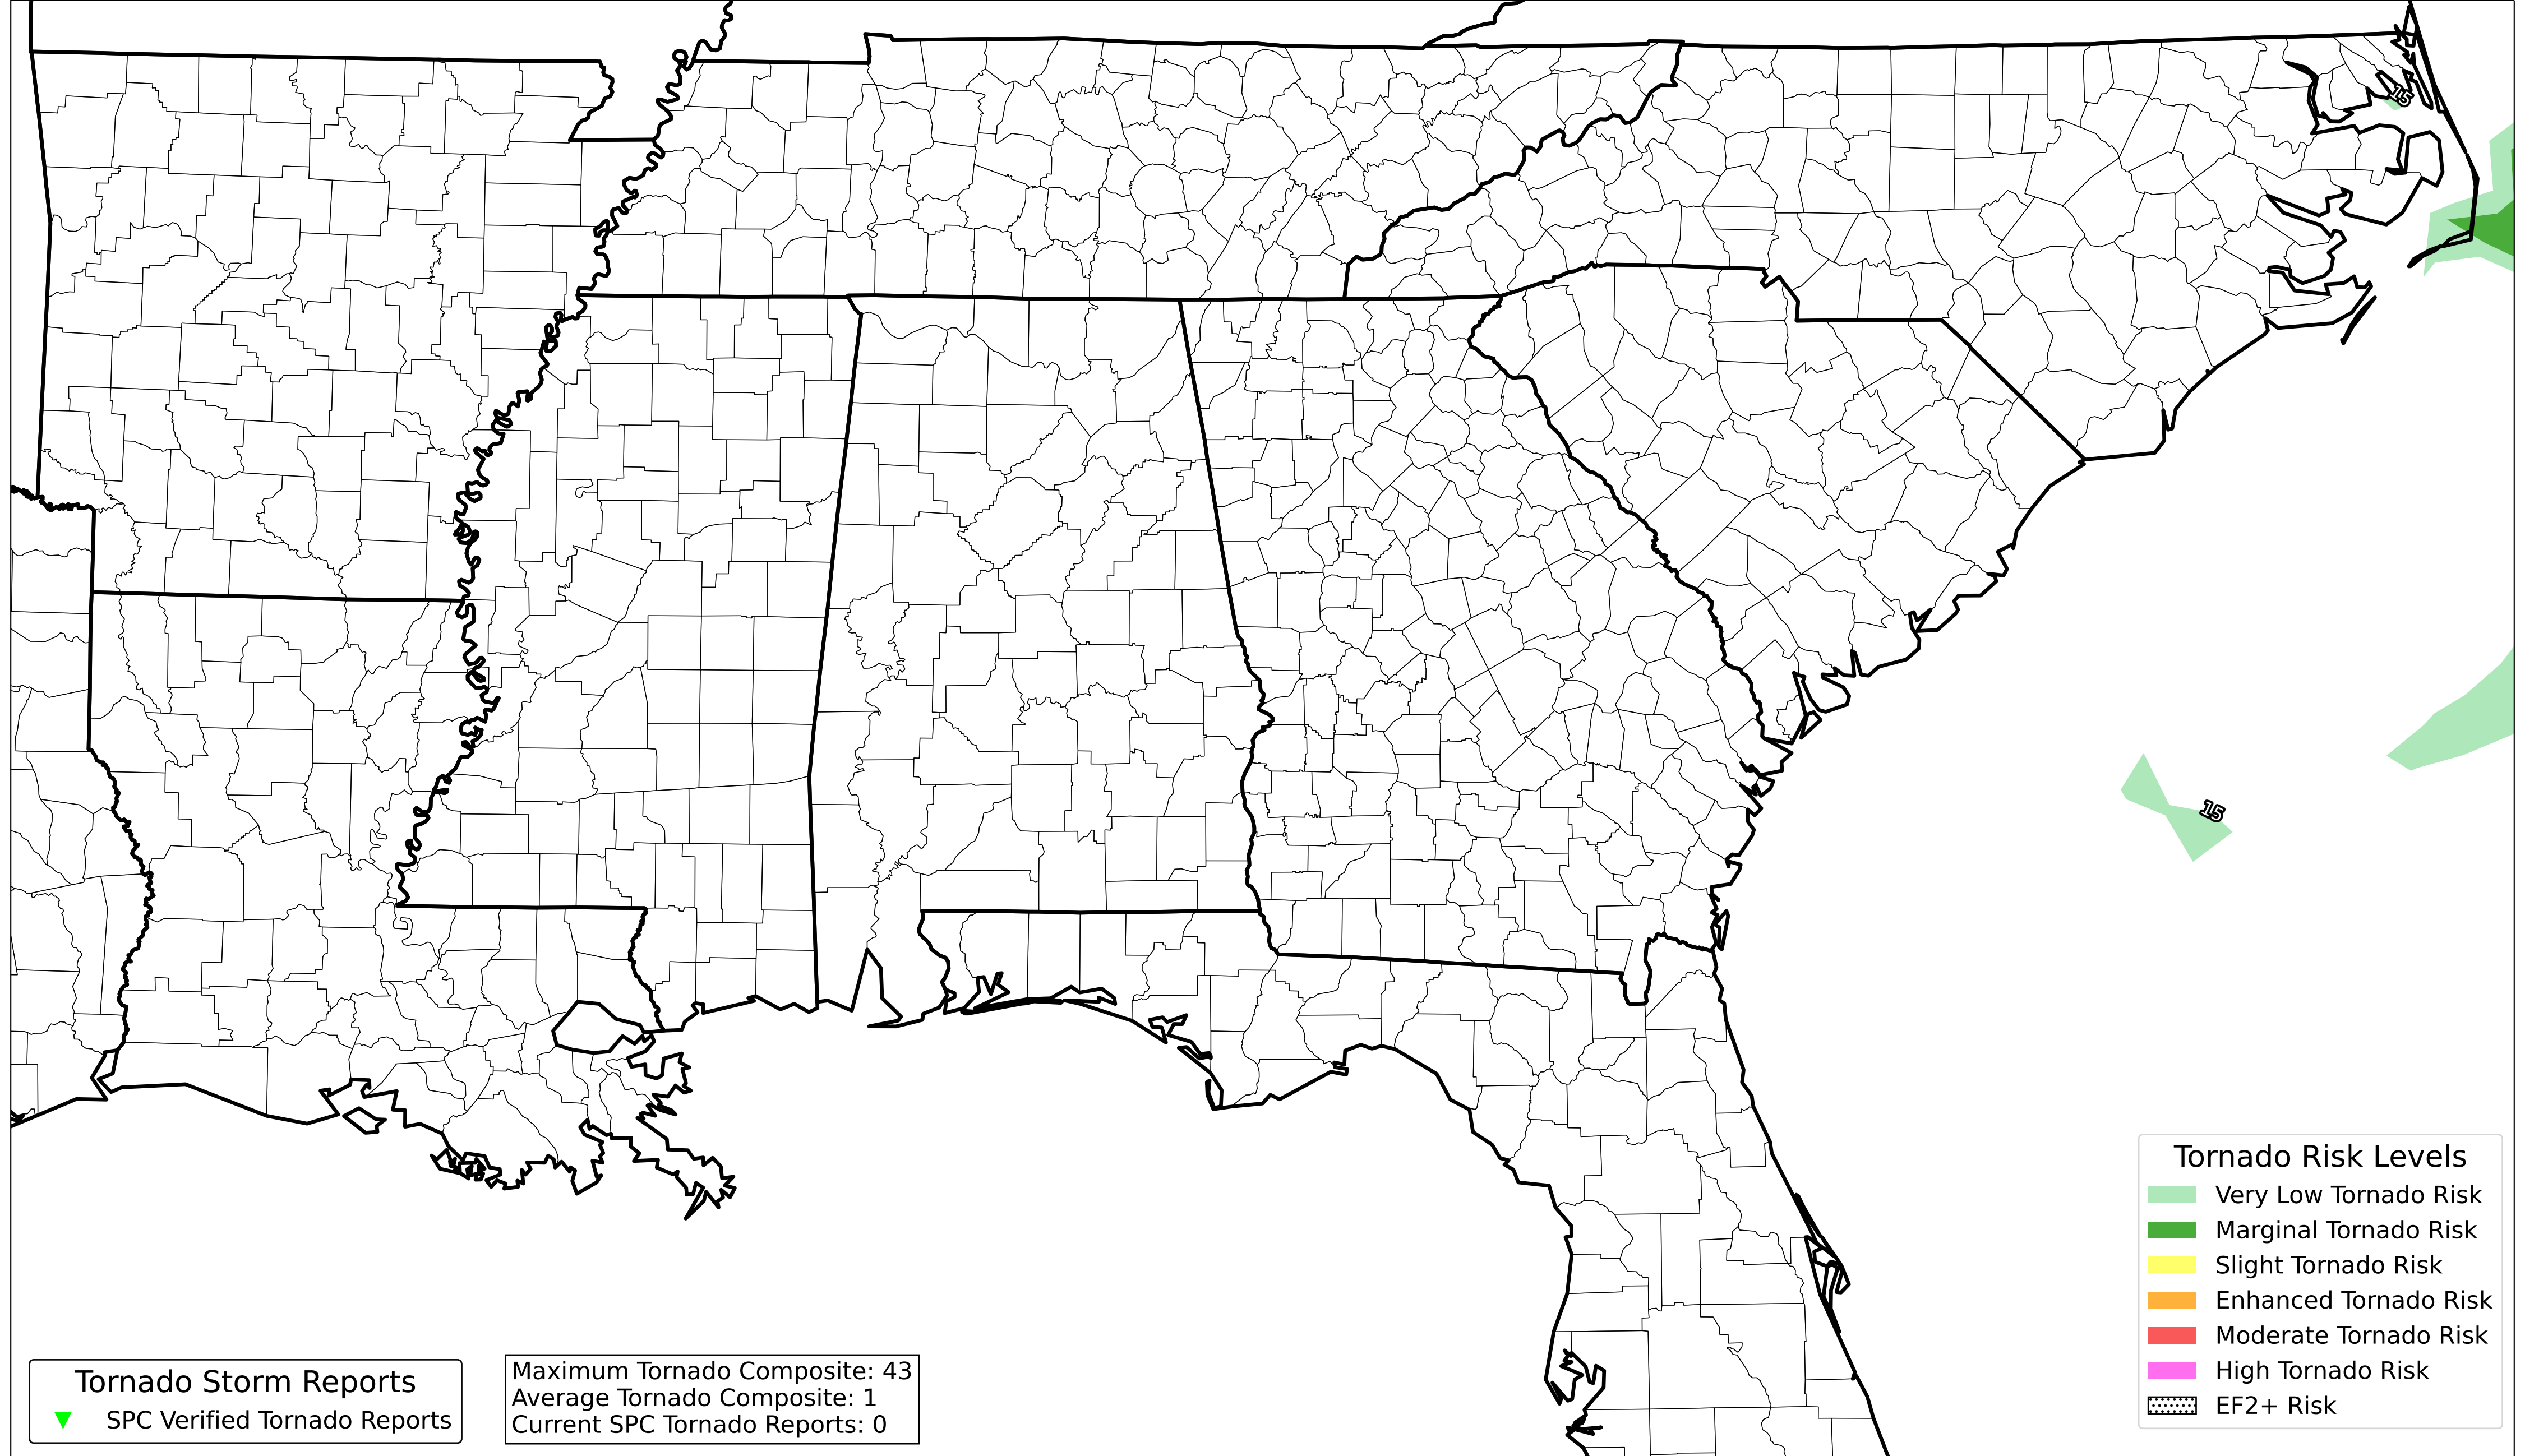 15
15
Tornado Risk Levels
Very Low Tornado Risk
Marginal Tornado Risk
Slight Tornado Risk
Enhanced Tornado Risk
Moderate Tornado Risk
High Tornado Risk
EF2+ Risk
Tornado Storm Reports
SPC Verified Tornado Reports
Maximum Tornado Composite: 43
Average Tornado Composite: 1
Current SPC Tornado Reports: 0